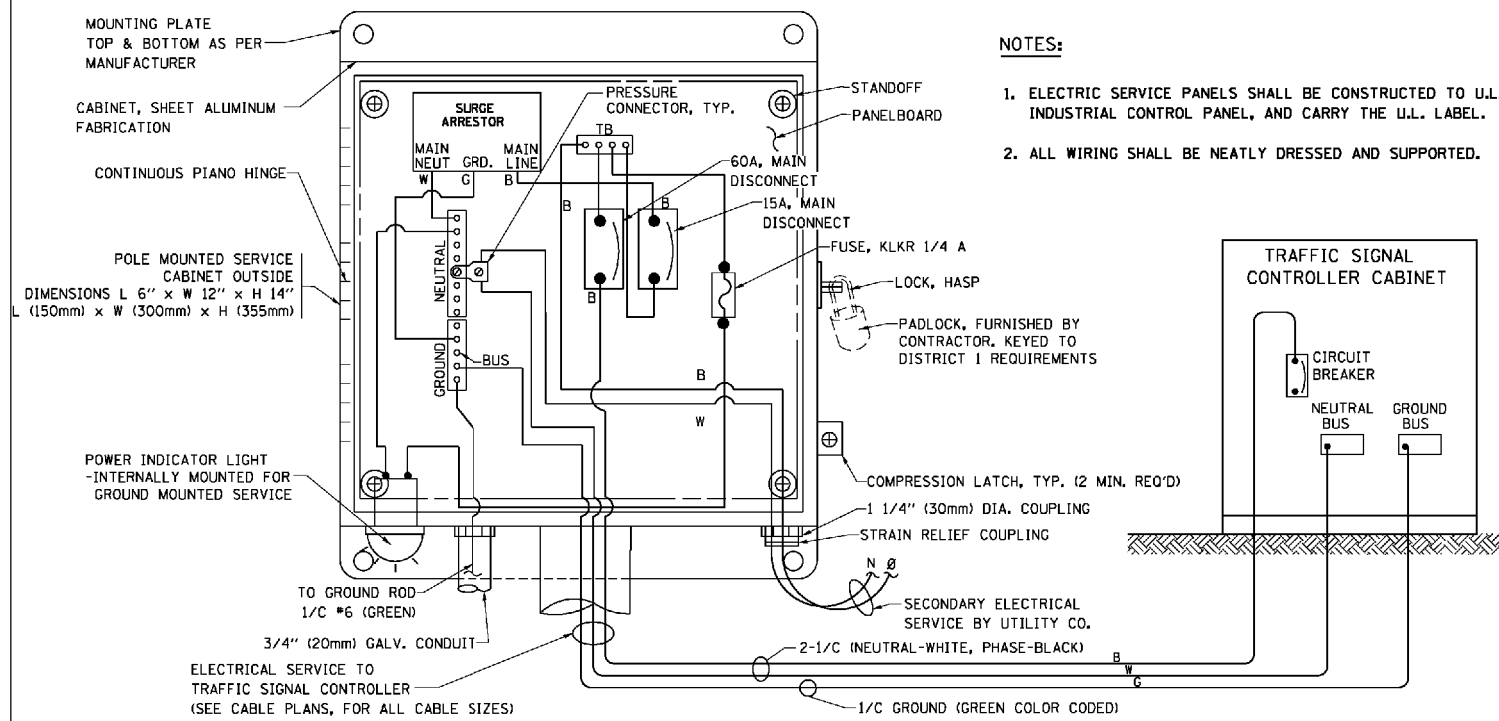 MOUNTING PLATE
TOP & BOTTOM AS PER
MANUFACTURER
CABINET, SHEET ALUMINUM
FABRICATION
CONTINUOUS PIANO HINGE
POLE MOUNTED SERVICE
CABINET OUTSIDE
DIMENSIONS L 6" x W 12" x H 14"
L (150mm) x W (300mm) x H (355mm)
POWER INDICATOR LIGHT
-INTERNALLY MOUNTED FOR
GROUND MOUNTED SERVICE
SURGE
ARRESTOR
MAIN
NEUT
GRD.
MAIN
LINE
W
G
B
PRESSURE
CONNECTOR, TYP.
TB
60A, MAIN
DISCONNECT
15A, MAIN
DISCONNECT
B
B
B
NEUTRAL
GROUND
BUS
B
W
STANDOFF
PANELBOARD
FUSE, KLKR 1/4 A
LOCK, HASP
PADLOCK, FURNISHED BY
CONTRACTOR. KEYED TO
DISTRICT 1 REQUIREMENTS
COMPRESSION LATCH, TYP. (2 MIN. REQ'D)
1 1/4" (30mm) DIA. COUPLING
STRAIN RELIEF COUPLING
N Ø
SECONDARY ELECTRICAL
SERVICE BY UTILITY CO.
TO GROUND ROD
1/C #6 (GREEN)
3/4" (20mm) GALV. CONDUIT
ELECTRICAL SERVICE TO
TRAFFIC SIGNAL CONTROLLER
(SEE CABLE PLANS, FOR ALL CABLE SIZES)
2-1/C (NEUTRAL-WHITE, PHASE-BLACK)
B
W
G
1/C GROUND (GREEN COLOR CODED)
NOTES:
1. ELECTRIC SERVICE PANELS SHALL BE CONSTRUCTED TO U.L.
INDUSTRIAL CONTROL PANEL, AND CARRY THE U.L. LABEL.
2. ALL WIRING SHALL BE NEATLY DRESSED AND SUPPORTED.
TRAFFIC SIGNAL
CONTROLLER CABINET
CIRCUIT
BREAKER
NEUTRAL
BUS
GROUND
BUS